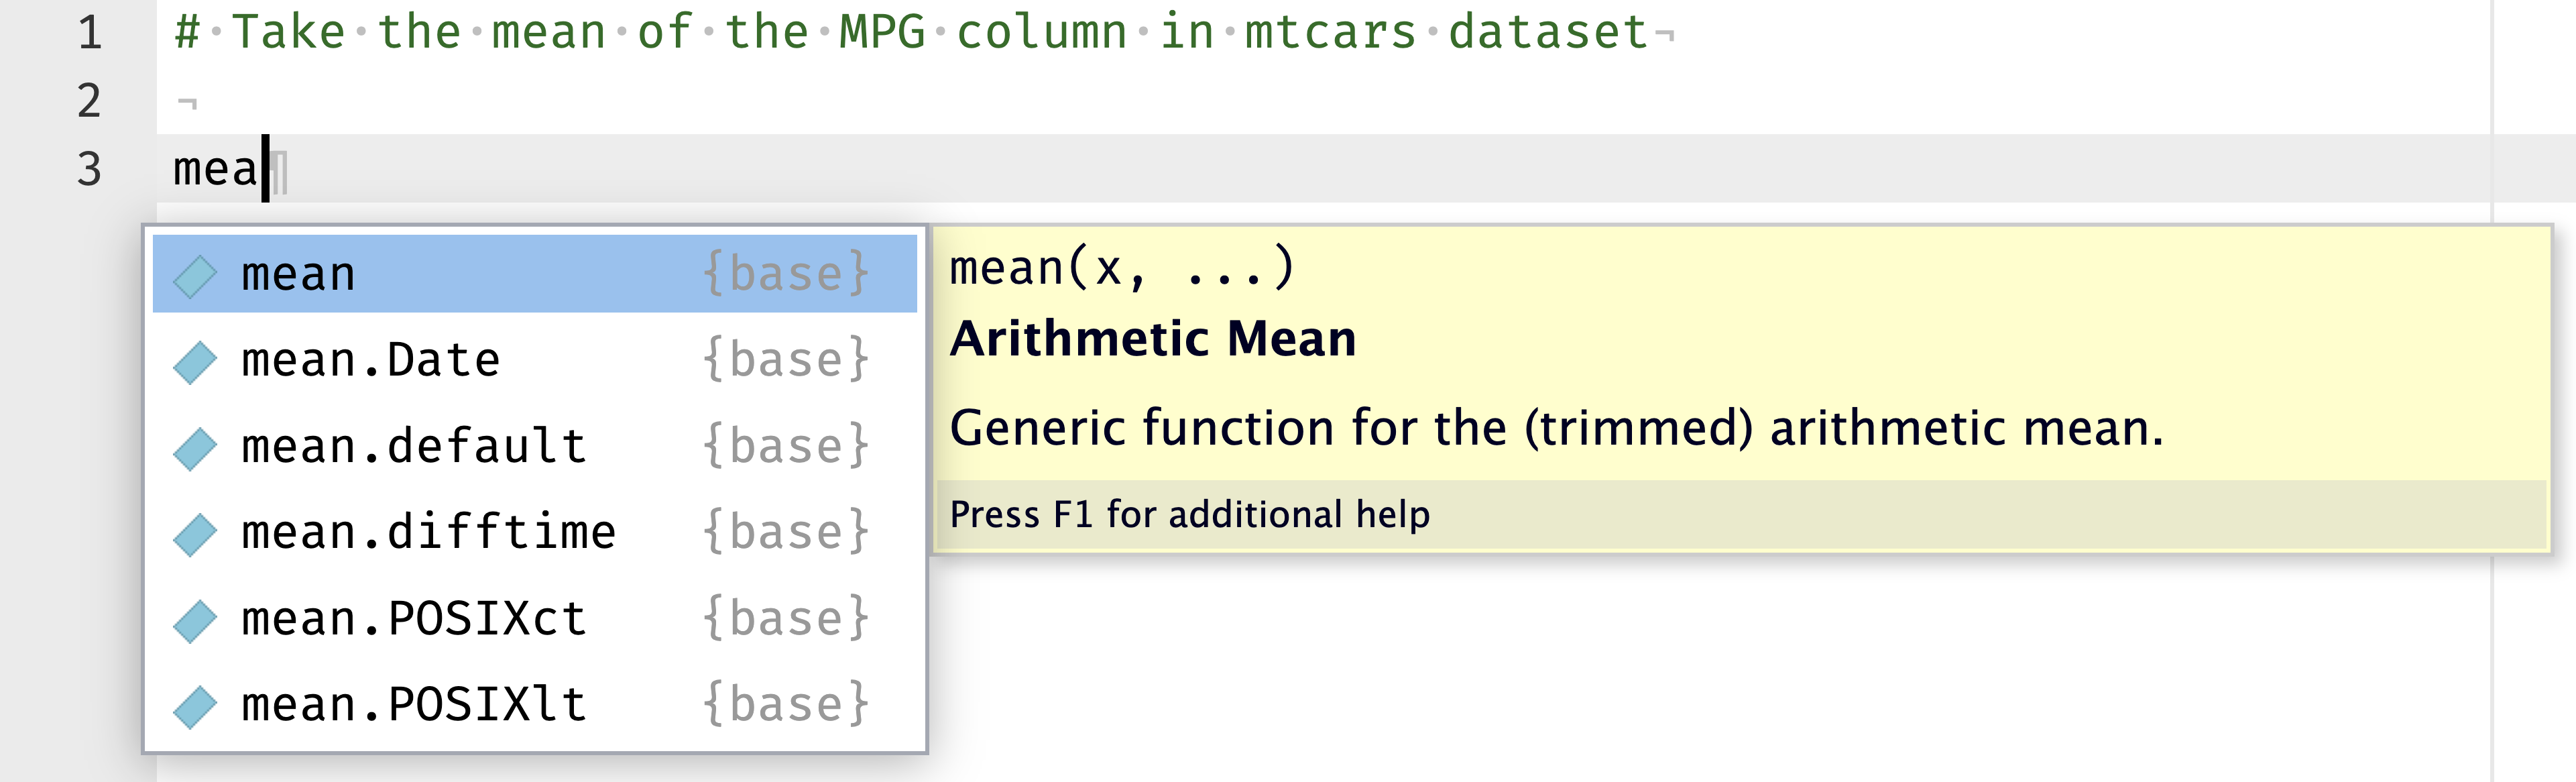 1 # Take the mean of the MPG column in mtcars dataset¬
2 ¬
3 mea¶
mean {base}
mean.Date {base}
mean.default {base}
mean.difftime {base}
mean.POSIXct {base}
mean.POSIXlt {base}
mean(x, ...)
Arithmetic Mean
Generic function for the (trimmed) arithmetic mean.
Press F1 for additional help